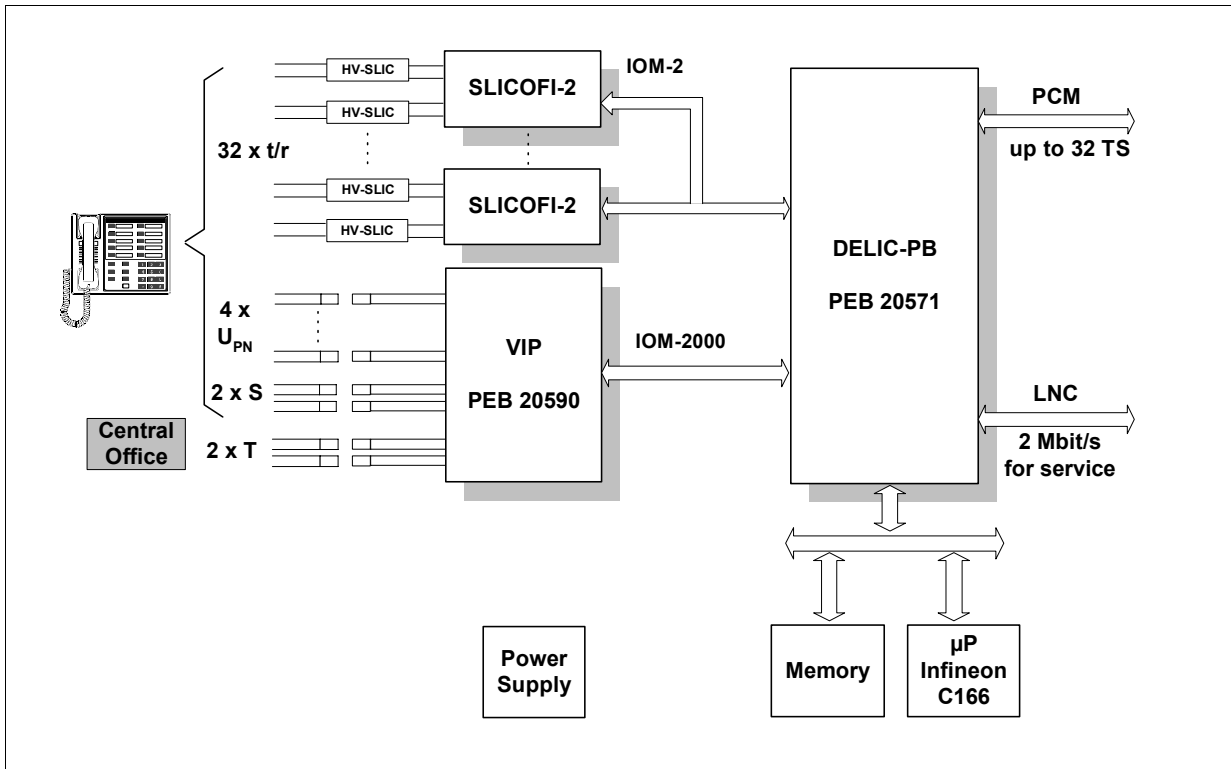 HV-SLIC
HV-SLIC
HV-SLIC
HV-SLIC
32 x t/r
SLICOFI-2
SLICOFI-2
IOM-2
4 x
UPN
2 x S
Central
Office
2 x T
VIP
PEB 20590
IOM-2000
DELIC-PB
PEB 20571
PCM
up to 32 TS
LNC
2 Mbit/s
for service
Power
Supply
Memory
µP
Infineon
C166